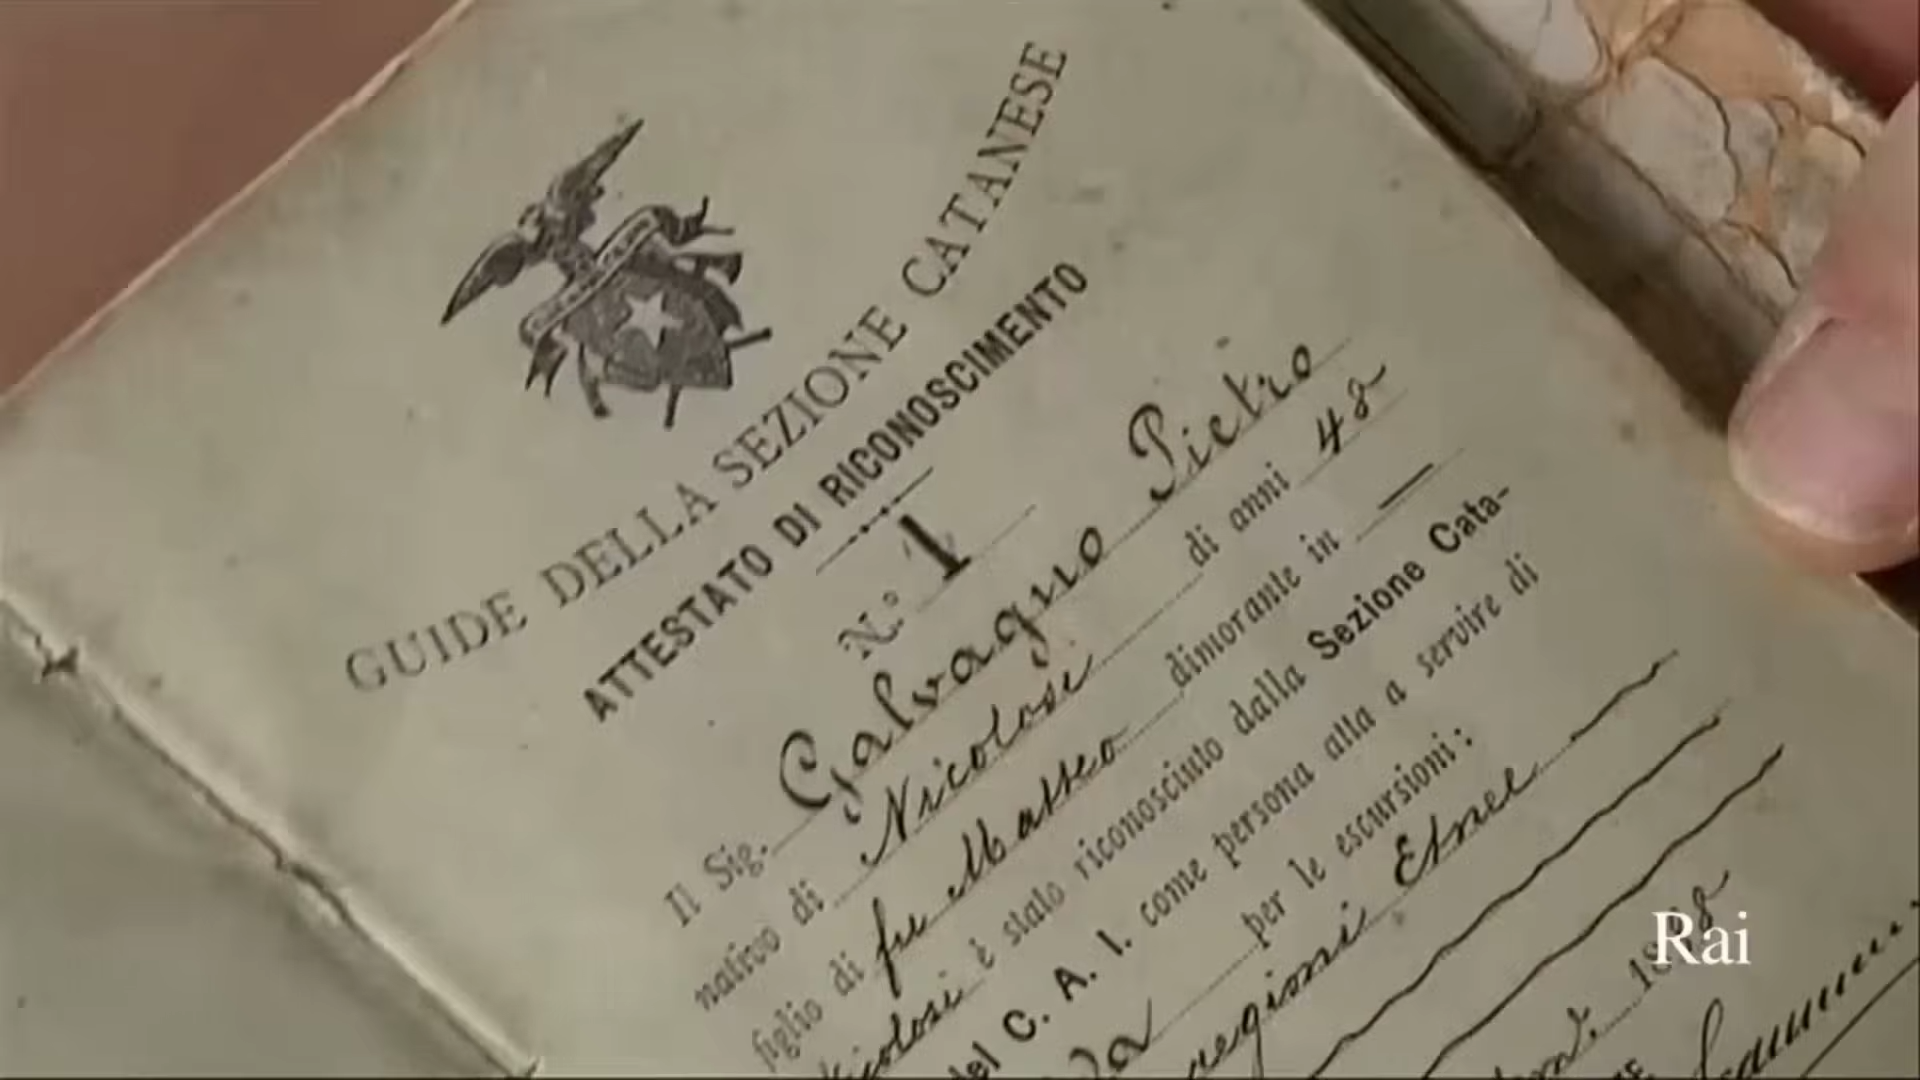 GUIDE DELLA SEZIONE CATANESE
ATTESTATO DI RICONOSCIMENTO
N.° 1
Il Sig. Galvagno Pietro
nativo di Nicolosi di anni 48
figlio di fu Matteo dimorante in —
Nicolosi è stato riconosciuto dalla Sezione Cata-
del C. A. I. come persona atta a servire di
per le escursioni:
regioni Etnee
Rai